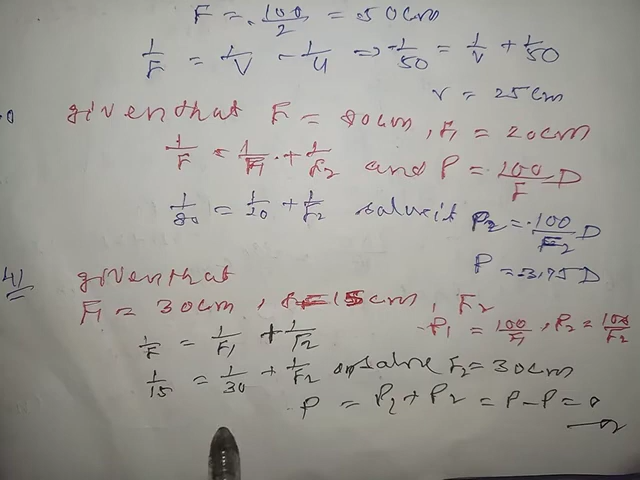 F = 100/2 = 50cm
1/F = 1/V - 1/u => -1/50 = 1/v + 1/50
v = 25cm
given that F = 80cm, F1 = 20cm
1/F = 1/F1 + 1/F2 and P = 100/F D
1/80 = 1/20 + 1/F2 solve it P2 = 100/F2 D
P = -3.75D
4) given that
F1 = 30cm, F = 15cm, F2
P1 = 100/F1, P2 = 100/F2
1/F = 1/F1 + 1/F2
1/15 = 1/30 + 1/F2 on solve F2 = 30cm
P = P1 + P2 = P - P = 0